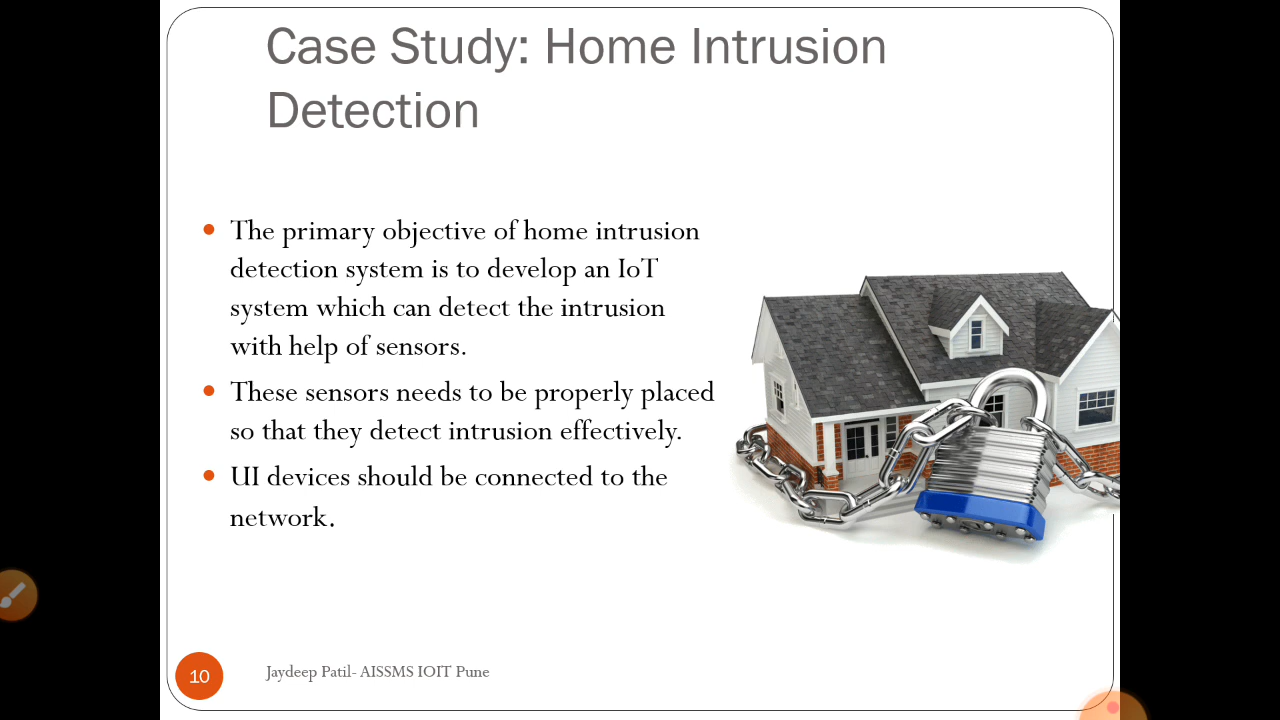 Case Study: Home Intrusion
Detection
The primary objective of home intrusion
detection system is to develop an IoT
system which can detect the intrusion
with help of sensors.
These sensors needs to be properly placed
so that they detect intrusion effectively.
UI devices should be connected to the
network.
10
Jaydeep Patil- AISSMS IOIT Pune